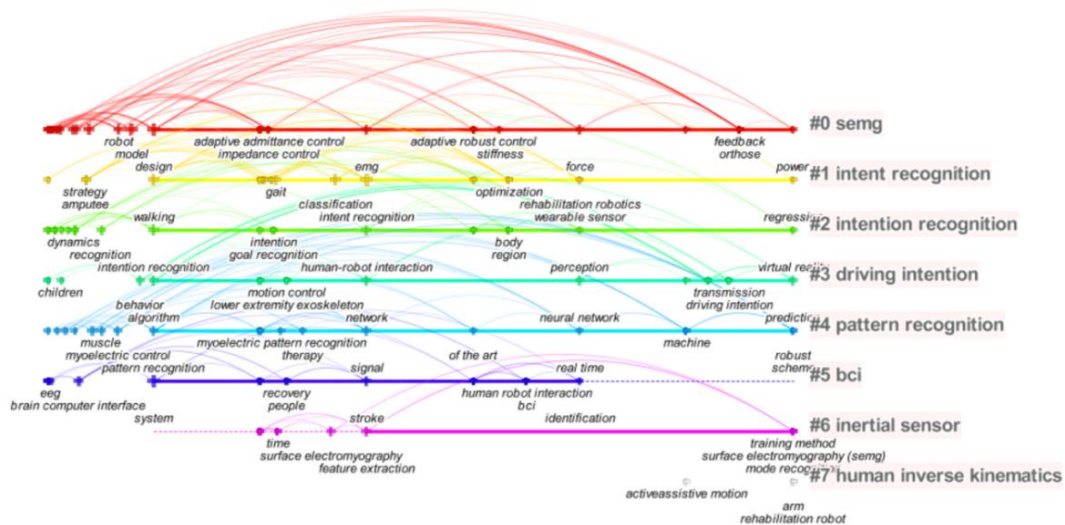 #0 semg
robot
adaptive admittance control
adaptive robust control
feedback
model
impedance control
stiffness
orthose
design
emg
force
power
#1 intent recognition
strategy
gait
optimization
amputee
classification
rehabilitation robotics
walking
intent recognition
wearable sensor
#2 intention recognition
dynamics
intention
body
recognition
goal recognition
region
intention recognition
human-robot interaction
perception
#3 driving intention
children
motion control
transmission
behavior
lower extremity exoskeleton
driving intention
algorithm
network
neural network
#4 pattern recognition
muscle
myoelectric pattern recognition
machine
myoelectric control
therapy
of the art
robust
pattern recognition
signal
real time
#5 bci
eeg
recovery
human robot interaction
brain computer interface
people
bci
system
stroke
identification
#6 inertial sensor
time
training method
surface electromyography
surface electromyography (semg)
feature extraction
mode
#7 human inverse kinematics
activeassistive motion
arm
rehabilitation robot